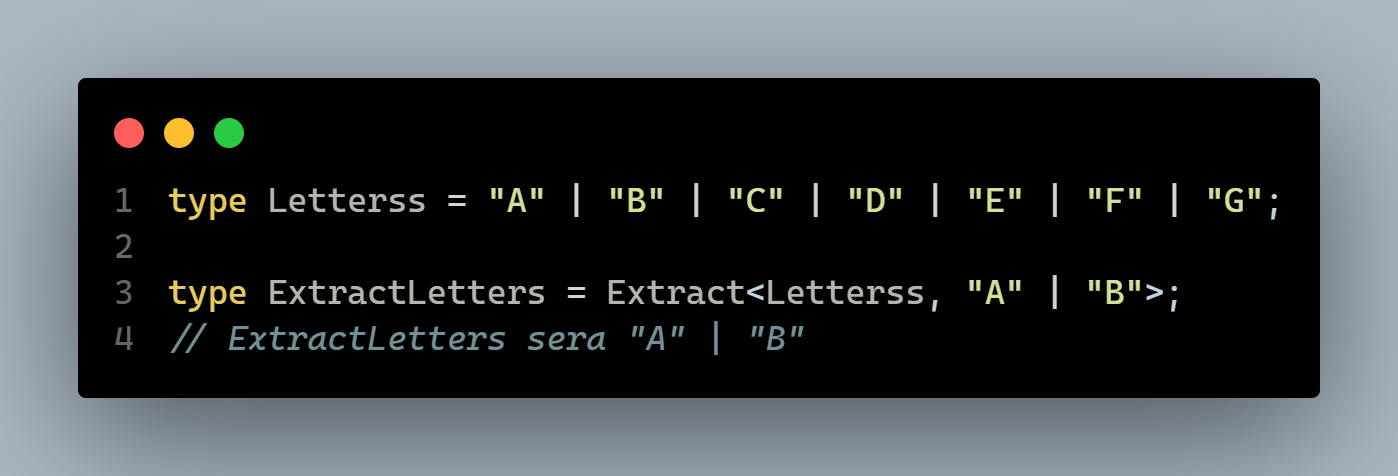 1 type Letterss = "A" | "B" | "C" | "D" | "E" | "F" | "G";
2
3 type ExtractLetters = Extract<Letterss, "A" | "B">;
4 // ExtractLetters sera "A" | "B"